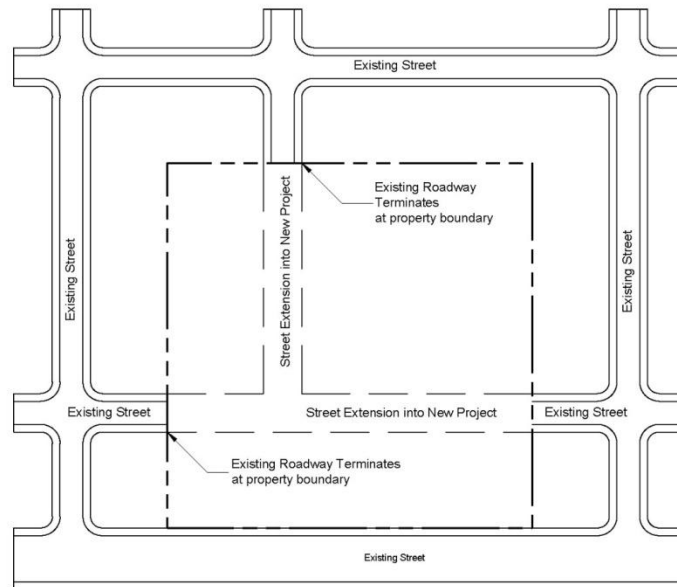 Existing Street
Existing Roadway
Terminates
at property boundary
Street Extension into New Project
Existing Street
Existing Street
Existing Street
Street Extension into New Project
Existing Street
Existing Roadway Terminates
at property boundary
Existing Street